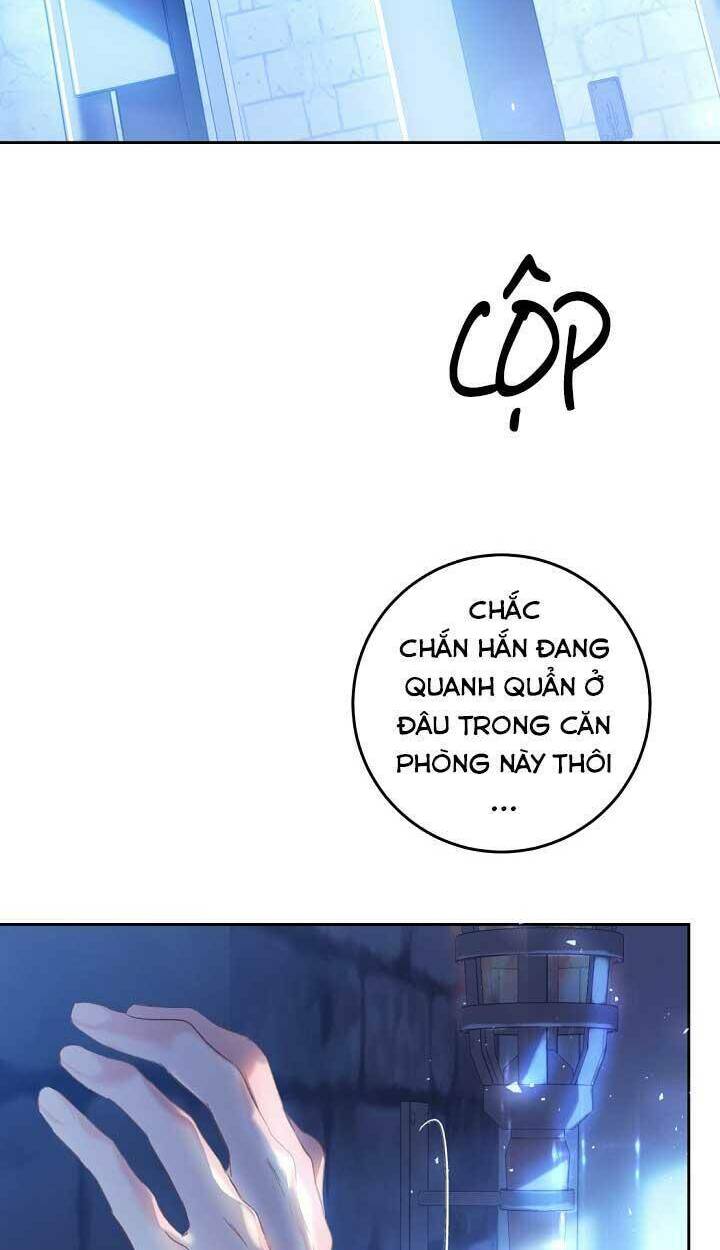 CỘP
CHẮC
CHẮN HẮN ĐANG
QUANH QUẨN Ở
ĐÂU TRONG CĂN
PHÒNG NÀY THÔI
...